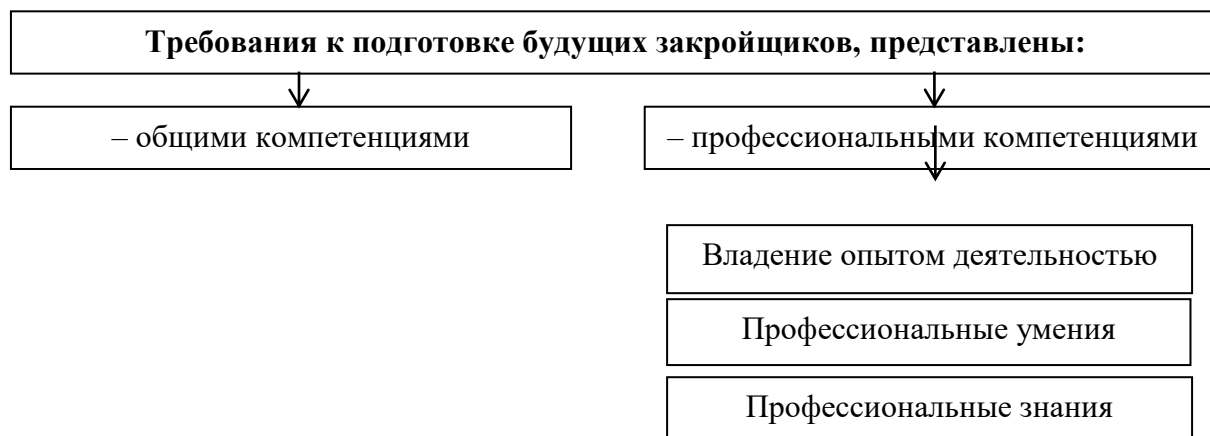 Требования к подготовке будущих закройщиков, представлены:
– общими компетенциями
– профессиональными компетенциями
Владение опытом деятельностью
Профессиональные умения
Профессиональные знания